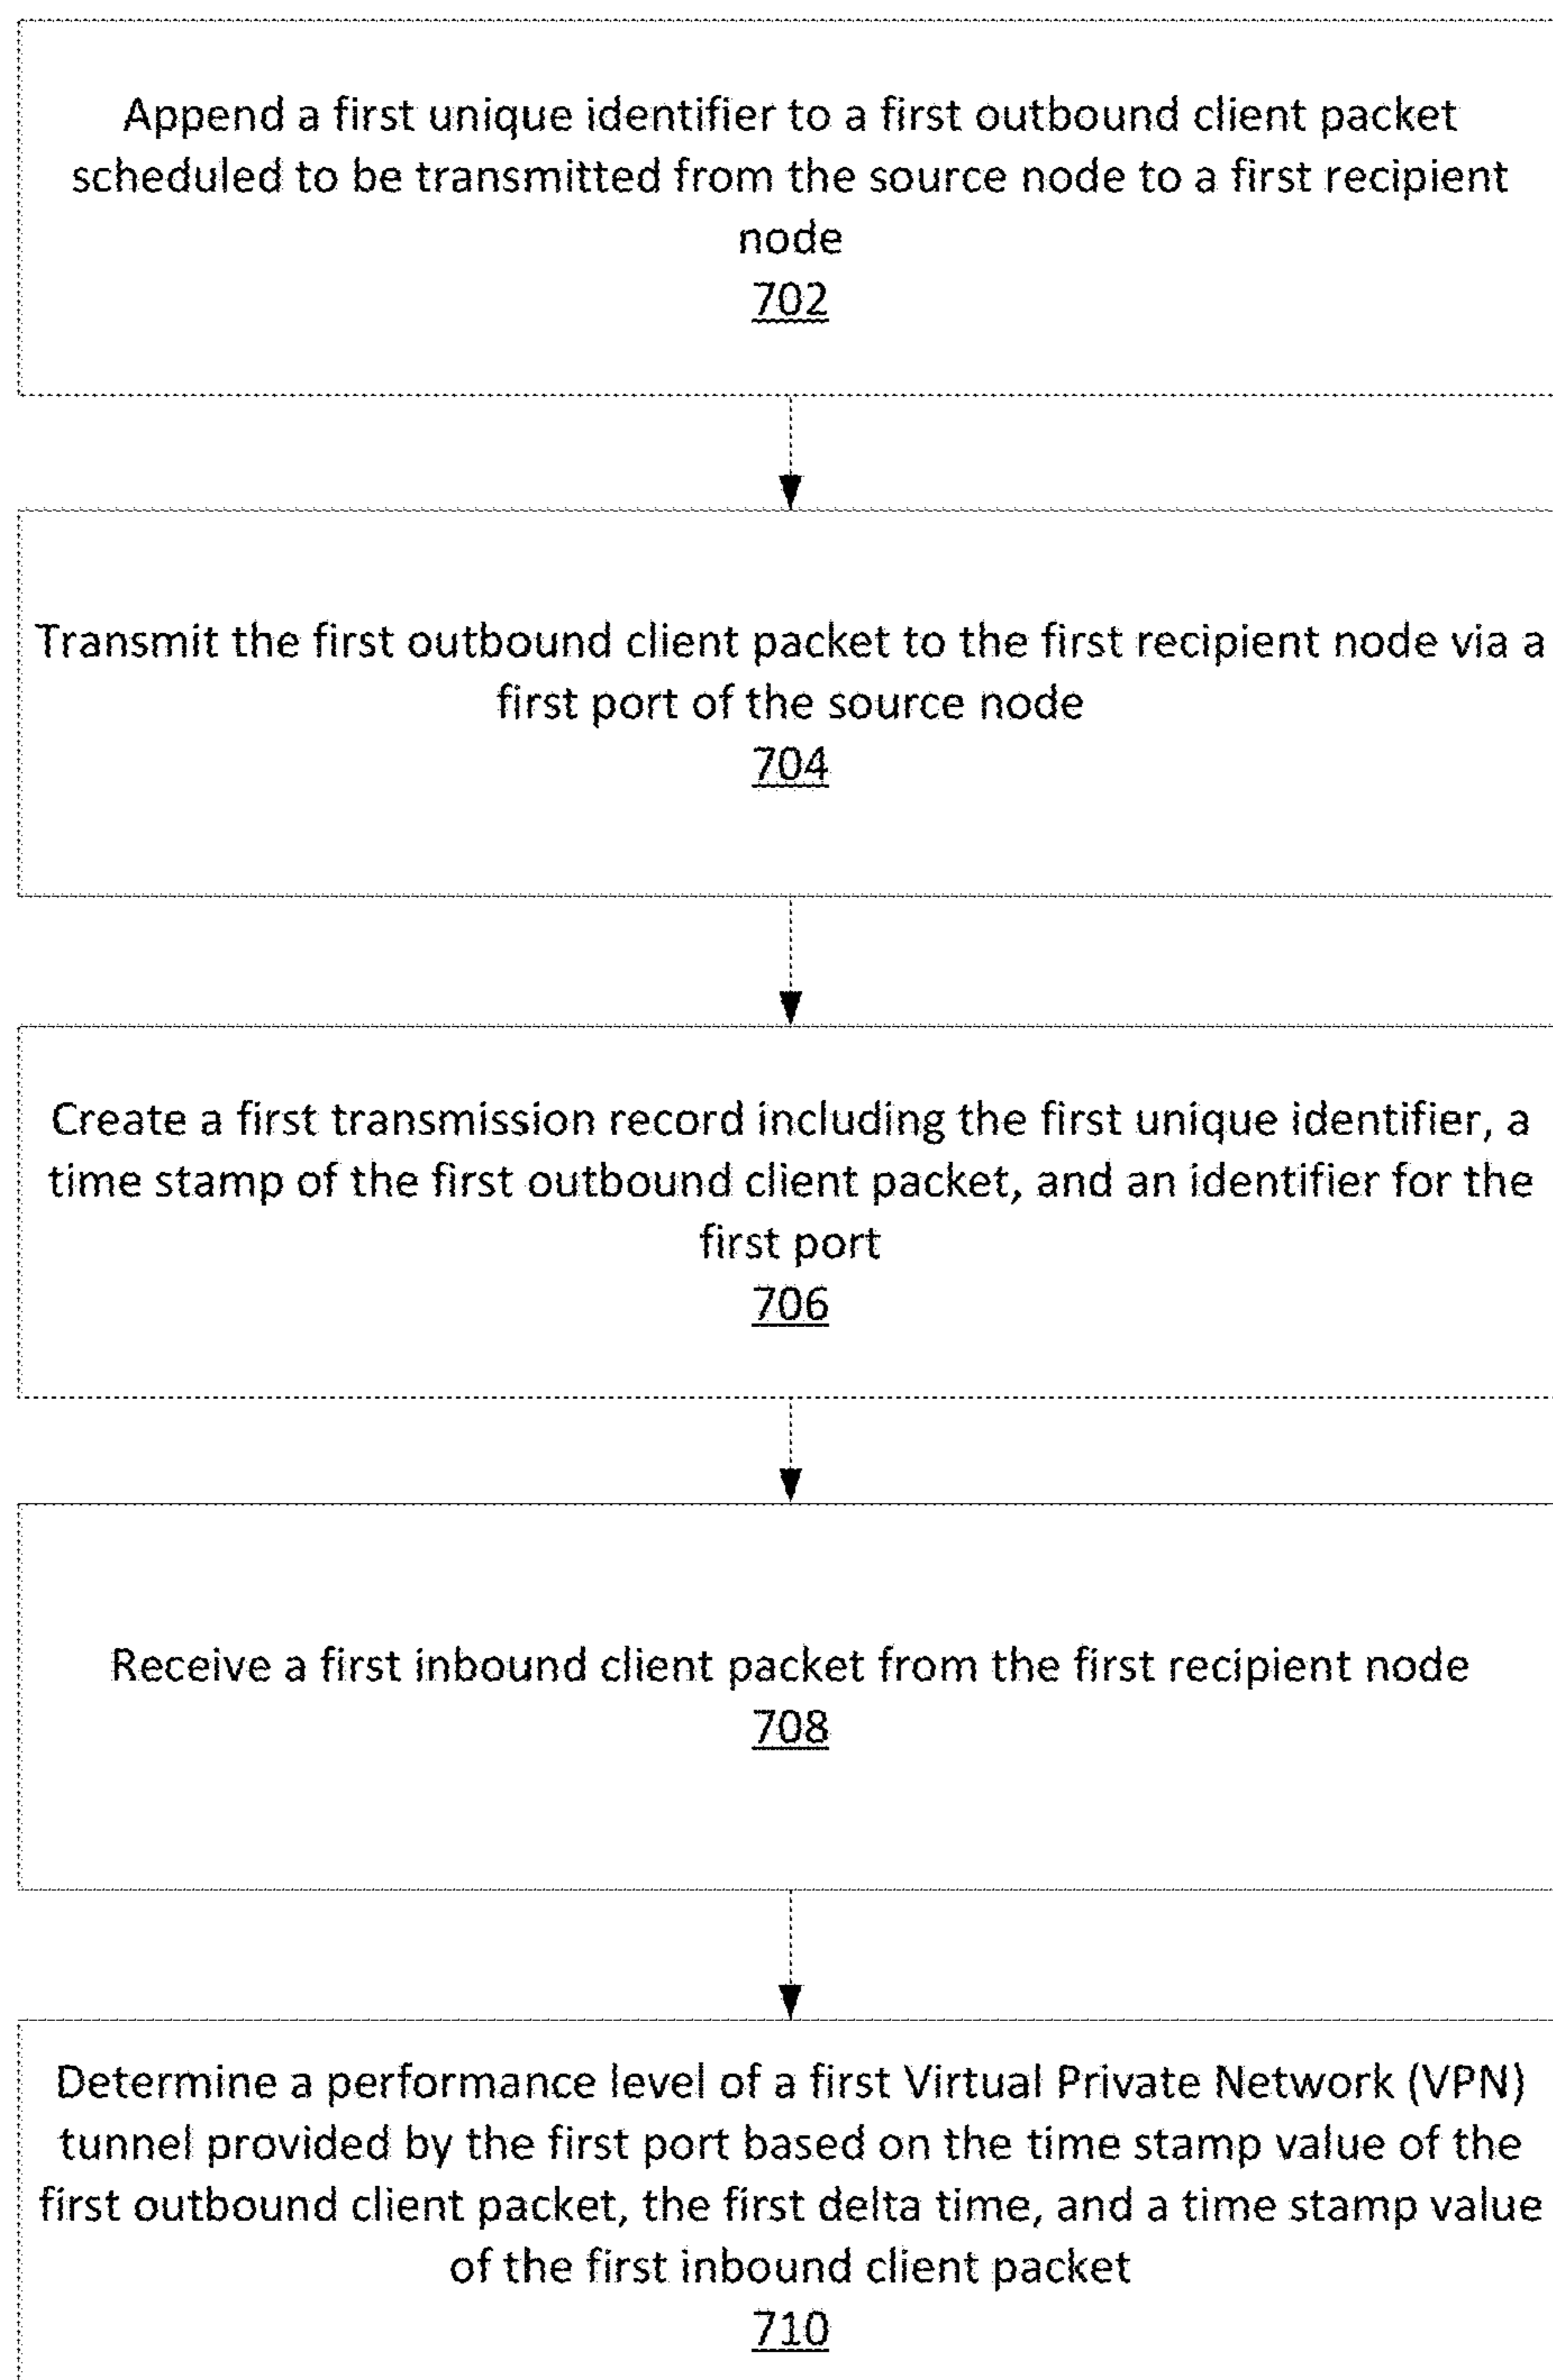 Append a first unique identifier to a first outbound client packet
scheduled to be transmitted from the source node to a first recipient
node
702
Transmit the first outbound client packet to the first recipient node via a
first port of the source node
704
Create a first transmission record including the first unique identifier, a
time stamp of the first outbound client packet, and an identifier for the
first port
706
Receive a first inbound client packet from the first recipient node
708
Determine a performance level of a first Virtual Private Network (VPN)
tunnel provided by the first port based on the time stamp value of the
first outbound client packet, the first delta time, and a time stamp value
of the first inbound client packet
710